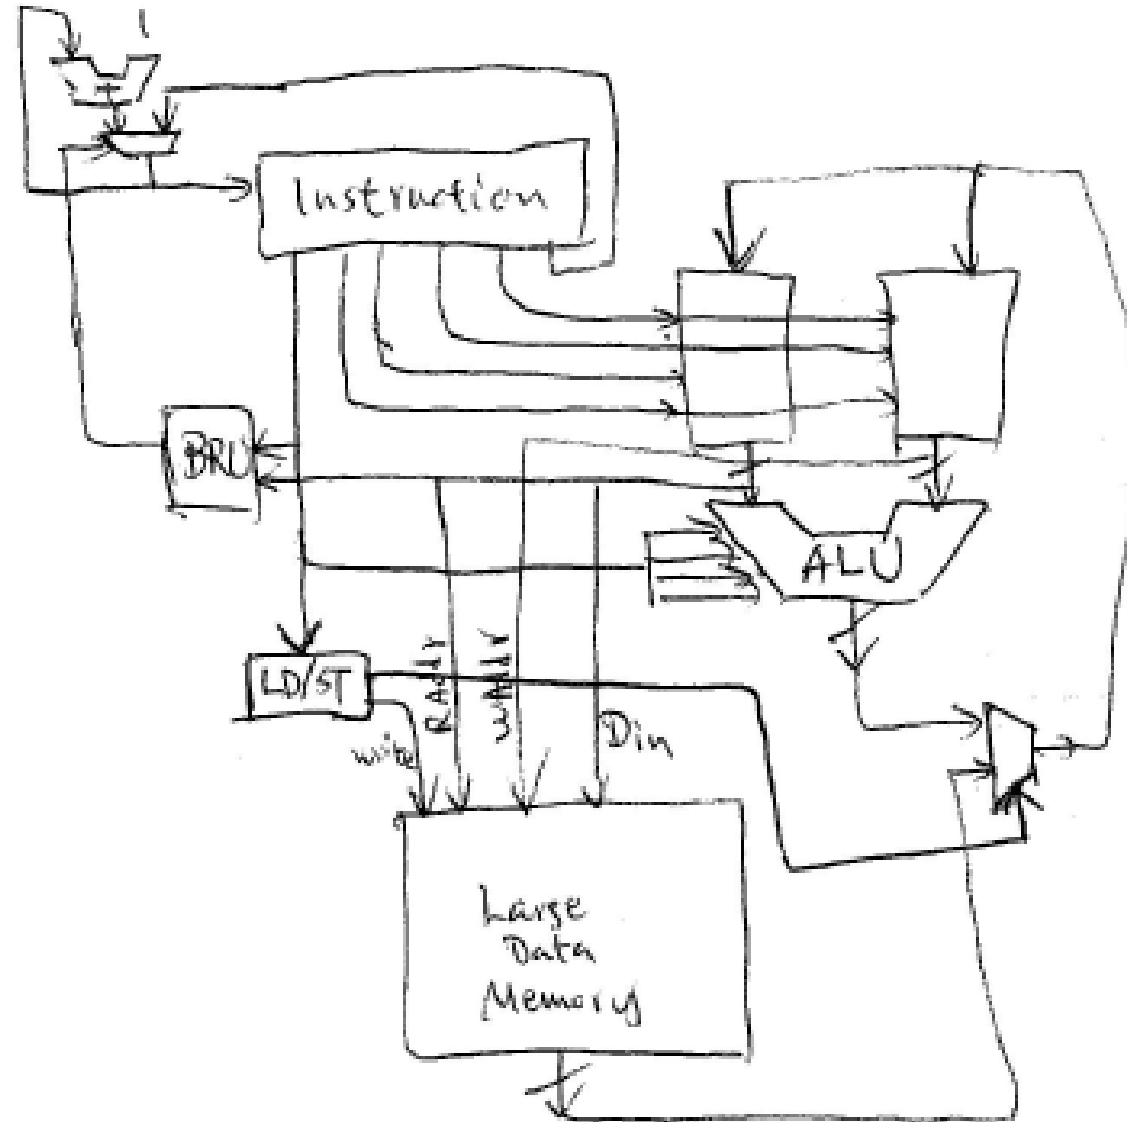 1
+
Instruction
BRU
ALU
LD/ST
write
RAddr
wAddr
Din
Large
Data
Memory